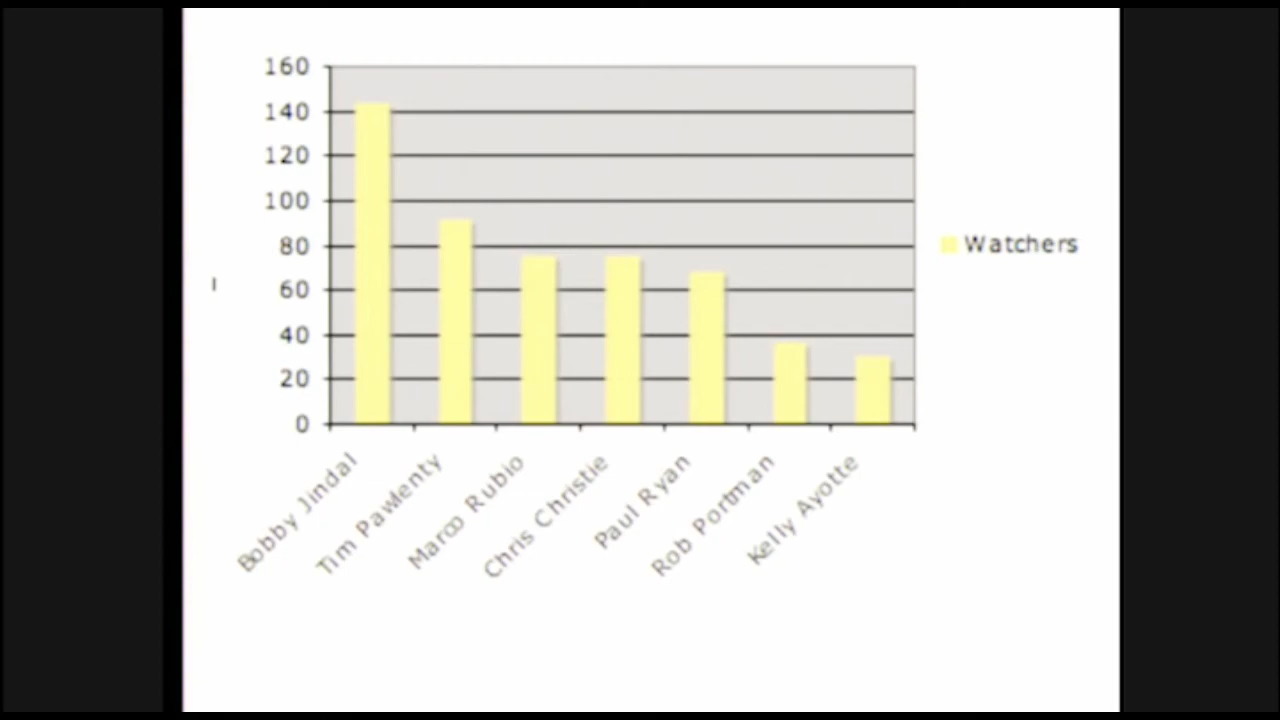 160
140
120
100
80
60
40
20
0
Watchers
Bobby Jindal
Tim Pawlenty
Marco Rubio
Chris Christie
Paul Ryan
Rob Portman
Kelly Ayotte